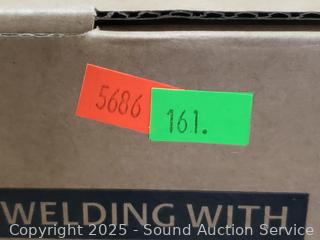 5686
161.
WELDING WITH
Copyright 2025 - Sound Auction Service